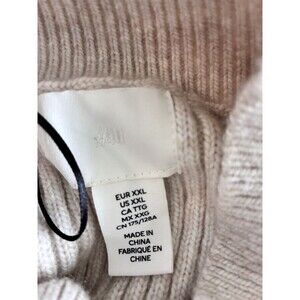 EUR XXL
US XXL
CA TTG
MX XXG
CN 175/128A
MADE IN
CHINA
FABRIQUÉ EN
CHINE